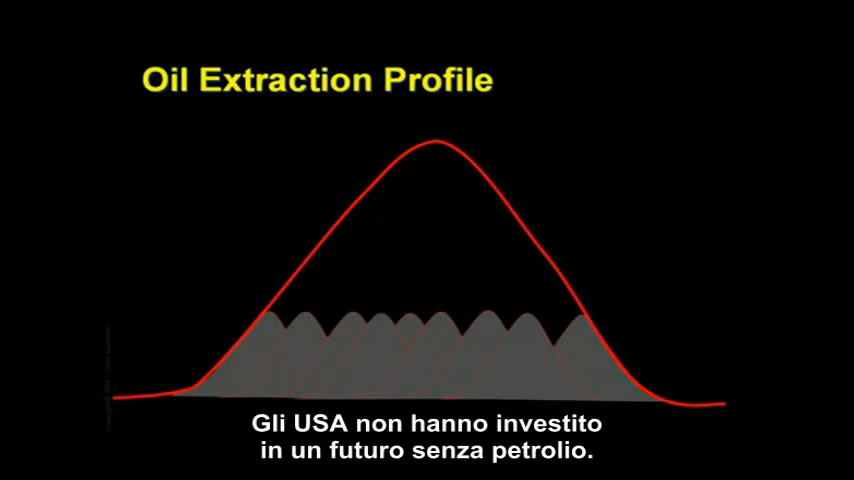 Oil Extraction Profile
Gli USA non hanno investito
in un futuro senza petrolio.